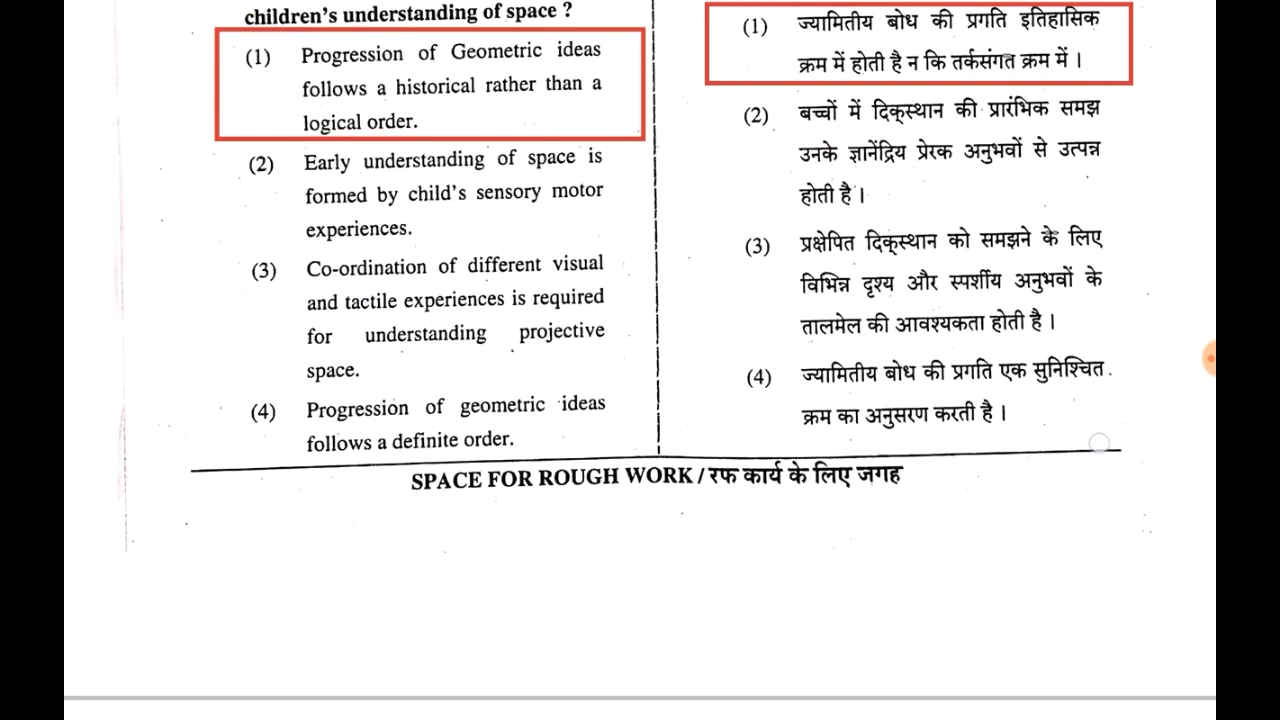 children's understanding of space ?
(1) Progression of Geometric ideas
follows a historical rather than a
logical order.
(2) Early understanding of space is
formed by child's sensory motor
experiences.
(3) Co-ordination of different visual
and tactile experiences is required
for understanding projective
space.
(4) Progression of geometric ideas
follows a definite order.
(1) ज्यामितीय बोध की प्रगति इतिहासिक
क्रम में होती है न कि तर्कसंगत क्रम में ।
(2) बच्चों में दिक्स्थान की प्रारंभिक समझ
उनके ज्ञानेंद्रिय प्रेरक अनुभवों से उत्पन्न
होती है ।
(3) प्रक्षेपित दिक्स्थान को समझने के लिए
विभिन्न दृश्य और स्पर्शीय अनुभवों के
तालमेल की आवश्यकता होती है ।
(4) ज्यामितीय बोध की प्रगति एक सुनिश्चित
क्रम का अनुसरण करती है ।
SPACE FOR ROUGH WORK / रफ कार्य के लिए जगह